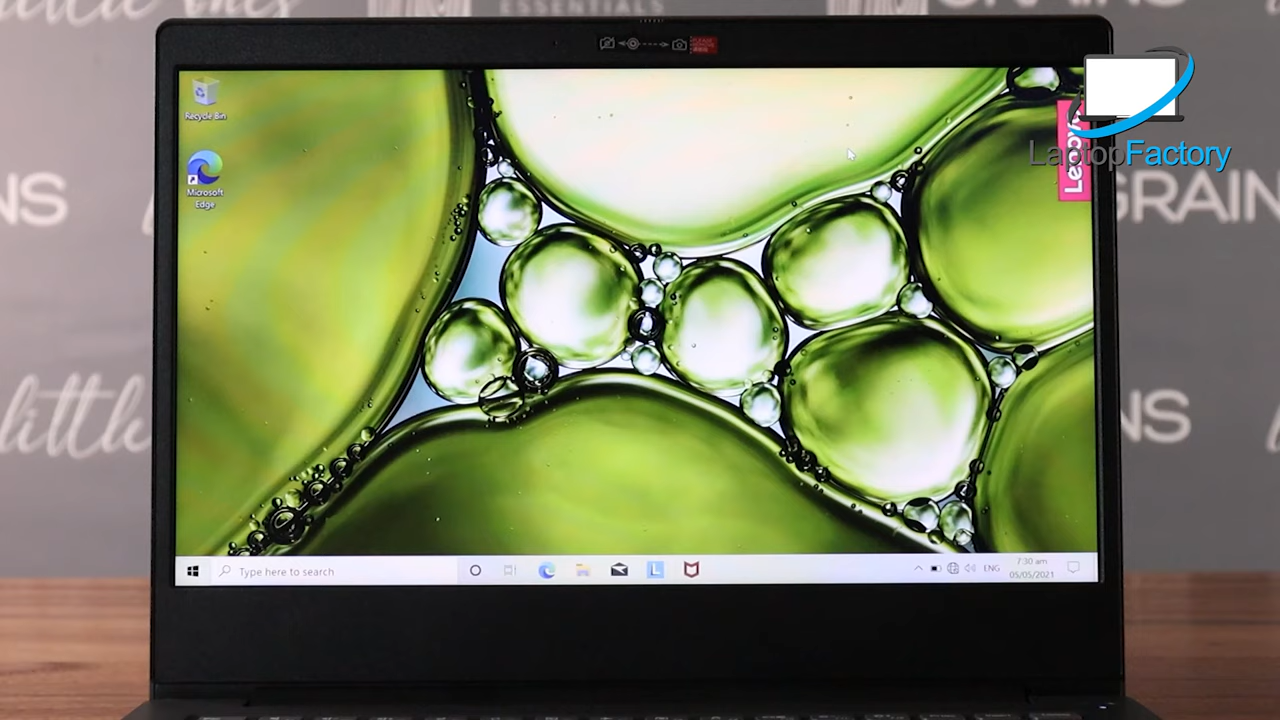 ESSENTIALS
Recycle Bin
Microsoft
Edge
Lenovo
LaptopFactory
GRAIN
NS
little
NS
Type here to search
L
ENG
7:30 am
05/05/2021